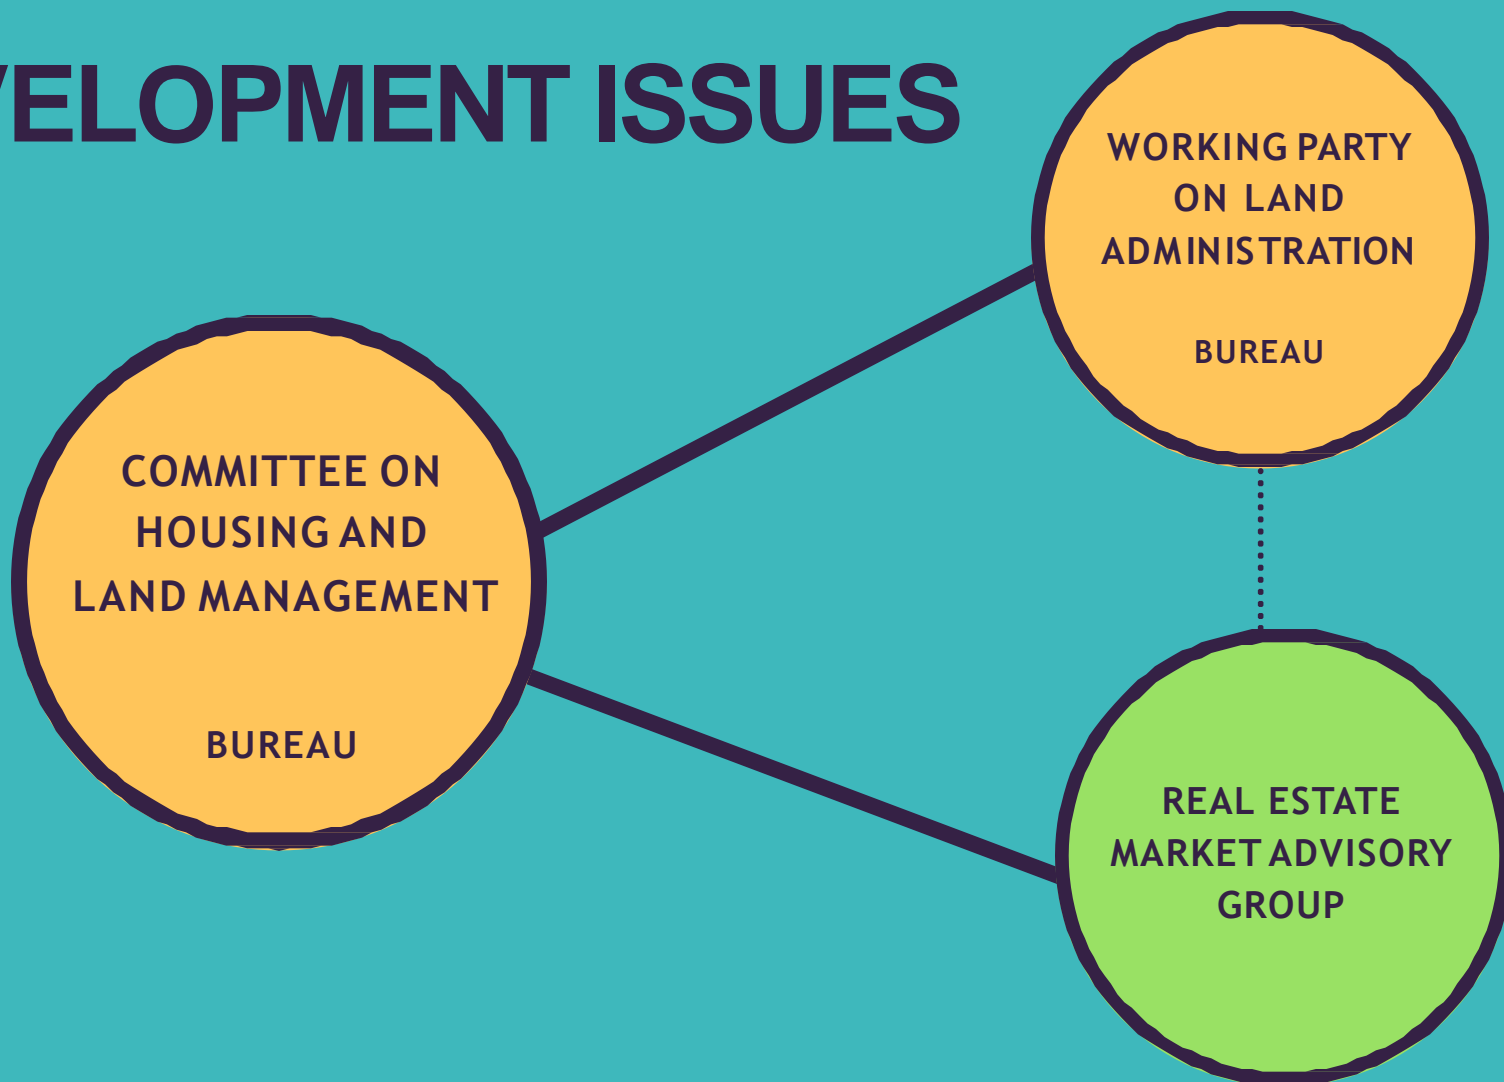 VELOPMENT ISSUES
WORKING PARTY
ON LAND
ADMINISTRATION
BUREAU
COMMITTEE ON
HOUSING AND
LAND MANAGEMENT
BUREAU
REAL ESTATE
MARKET ADVISORY
GROUP